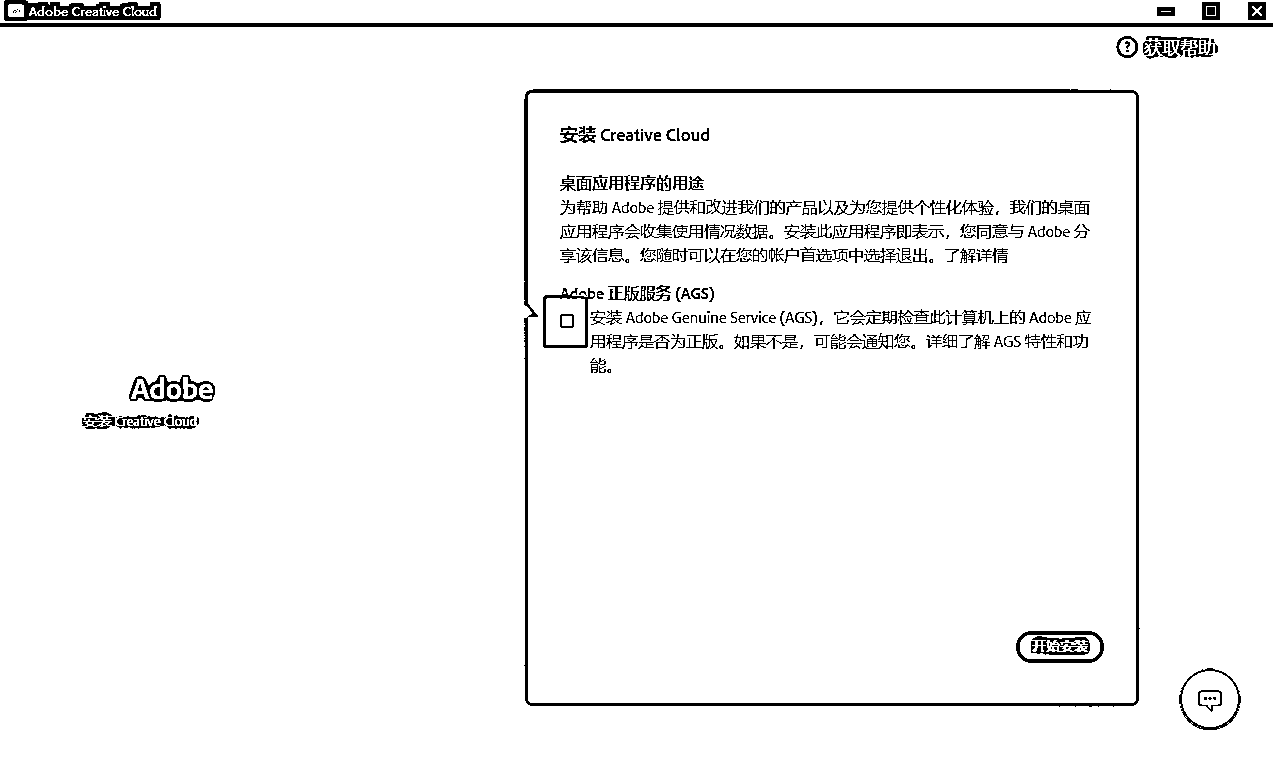 Adobe Creative Cloud
获取帮助
安装 Creative Cloud
桌面应用程序的用途
为帮助 Adobe 提供和改进我们的产品以及为您提供个性化体验，我们的桌面
应用程序会收集使用情况数据。安装此应用程序即表示，您同意与 Adobe 分
享该信息。您随时可以在您的帐户首选项中选择退出。了解详情
Adobe 正版服务 (AGS)
安装 Adobe Genuine Service (AGS)，它会定期检查此计算机上的 Adobe 应
用程序是否为正版。如果不是，可能会通知您。详细了解 AGS 特性和功
能。
Adobe
安装 Creative Cloud
开始安装